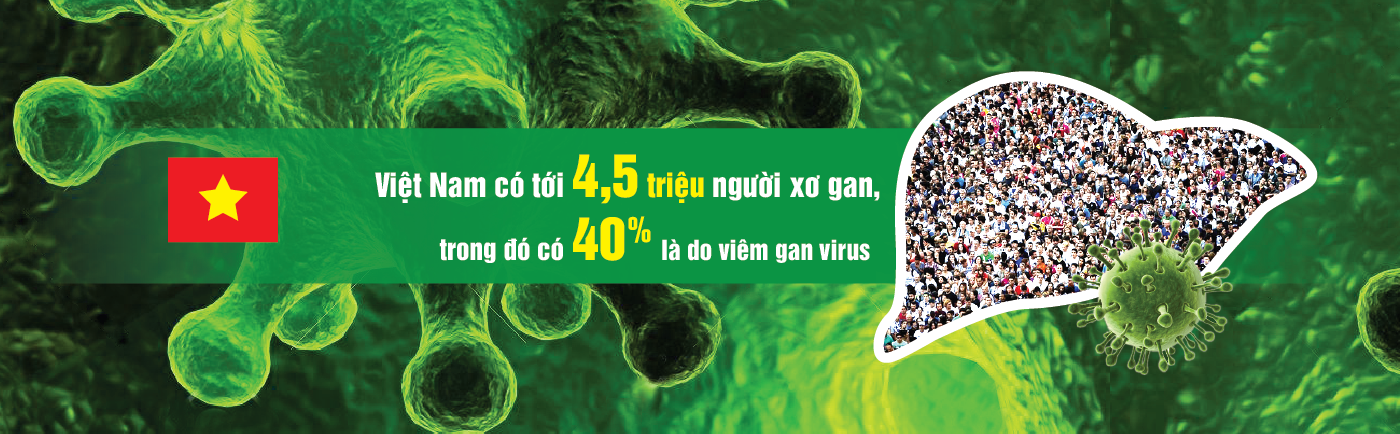 Việt Nam có tới 4,5 triệu người xơ gan,
trong đó có 40% là do viêm gan virus